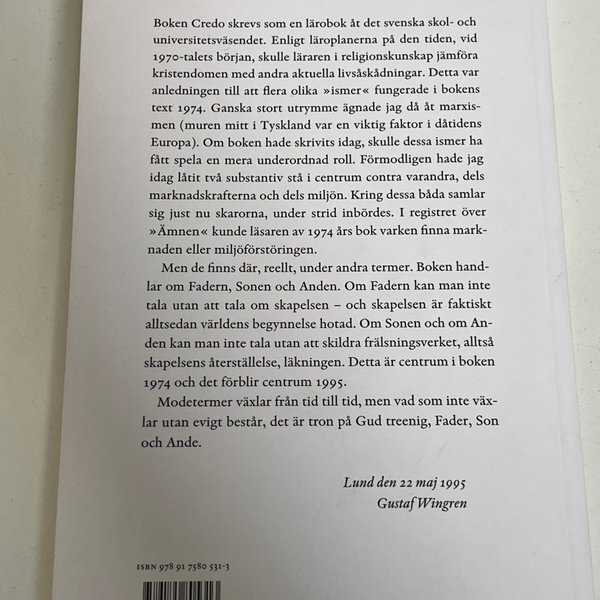 Boken Credo skrevs som en lärobok åt det svenska skol- och
universitetsväsendet. Enligt läroplanerna på den tiden, vid
1970-talets början, skulle läraren i religionskunskap jämföra
kristendomen med andra aktuella livsåskådningar. Detta var
anledningen till att flera olika »ismer« fungerade i bokens
text 1974. Ganska stort utrymme ägnade jag då åt marxis-
men (muren mitt i Tyskland var en viktig faktor i dåtidens
Europa). Om boken hade skrivits idag, skulle dessa ismer ha
fått spela en mera underordnad roll. Förmodligen hade jag
idag låtit två substantiv stå i centrum contra varandra, dels
marknadskrafterna och dels miljön. Kring dessa båda samlar
sig just nu skarorna, under strid inbördes. I registret över
»Ämnen« kunde läsaren av 1974 års bok varken finna mark-
naden eller miljöförstöringen.
Men de finns där, reellt, under andra termer. Boken hand-
lar om Fadern, Sonen och Anden. Om Fadern kan man inte
tala utan att tala om skapelsen – och skapelsen är faktiskt
alltsedan världens begynnelse hotad. Om Sonen och om An-
den kan man inte tala utan att skildra frälsningsverket, alltså
skapelsens återställelse, läkningen. Detta är centrum i boken
1974 och det förblir centrum 1995.
Modetermer växlar från tid till tid, men vad som inte väx-
lar utan evigt består, det är tron på Gud treenig, Fader, Son
och Ande.
Lund den 22 maj 1995
Gustaf Wingren
ISBN 978 91 7580 531-3